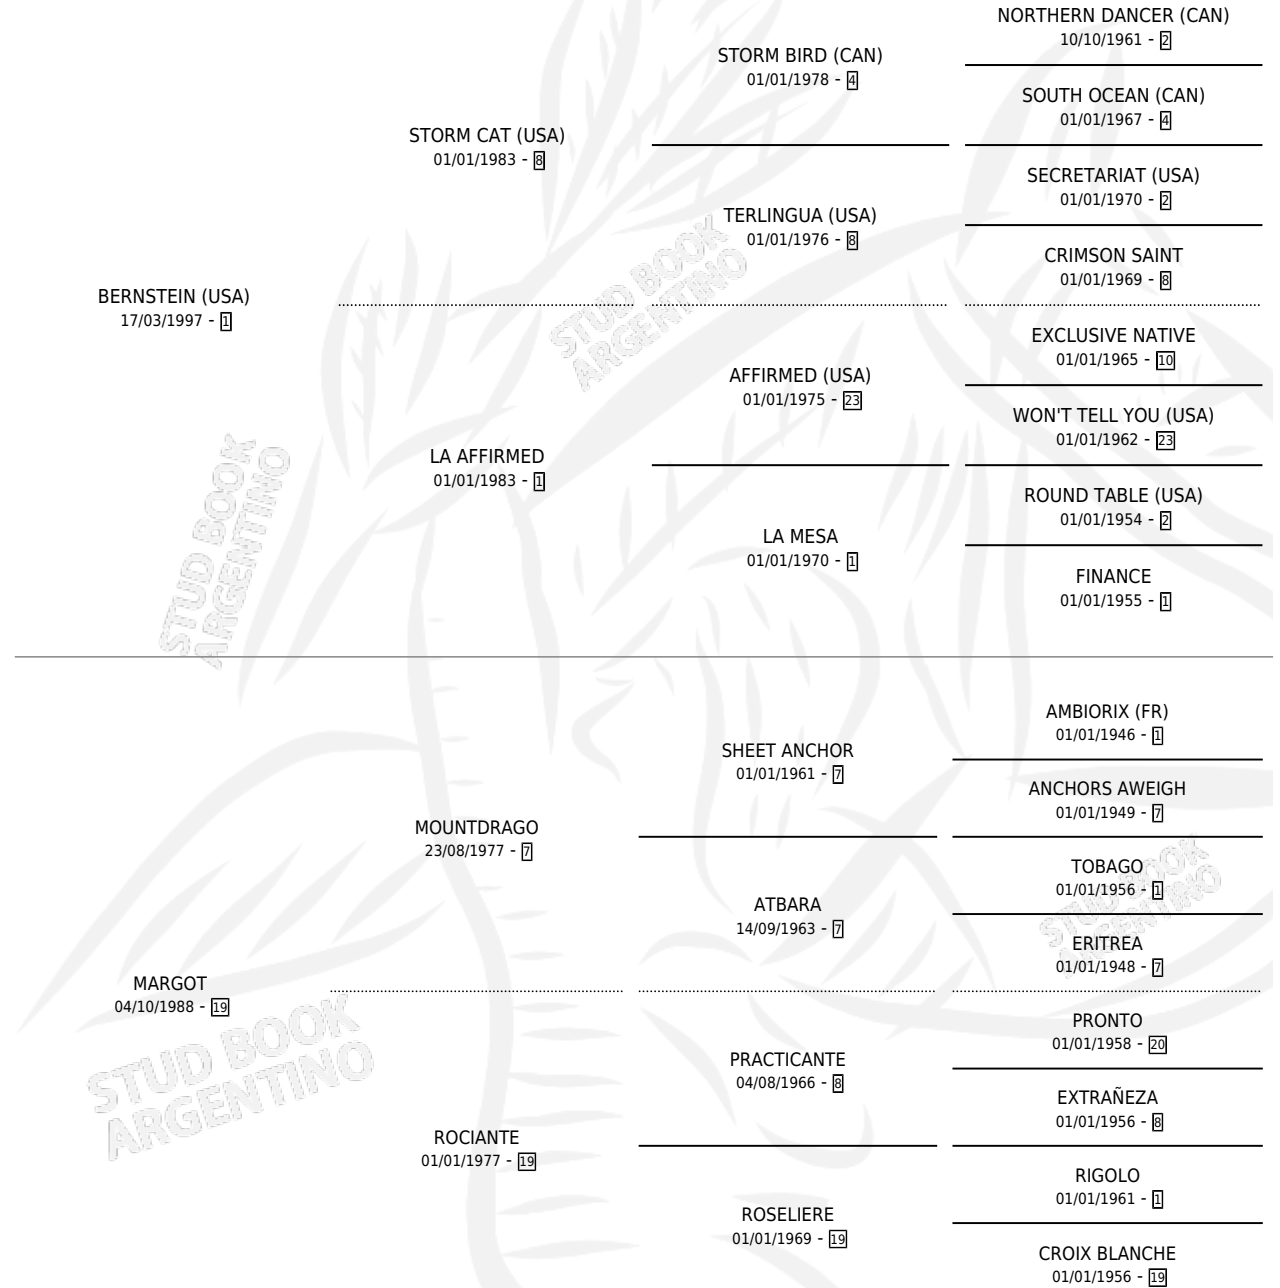 NORTHERN DANCER (CAN)
10/10/1961 - 2
STORM BIRD (CAN)
01/01/1978 - 4
SOUTH OCEAN (CAN)
01/01/1967 - 4
STORM CAT (USA)
01/01/1983 - 8
SECRETARIAT (USA)
01/01/1970 - 2
TERLINGUA (USA)
01/01/1976 - 8
CRIMSON SAINT
01/01/1969 - 8
BERNSTEIN (USA)
17/03/1997 - 1
EXCLUSIVE NATIVE
01/01/1965 - 10
AFFIRMED (USA)
01/01/1975 - 23
WON'T TELL YOU (USA)
01/01/1962 - 23
LA AFFIRMED
01/01/1983 - 1
ROUND TABLE (USA)
01/01/1954 - 2
LA MESA
01/01/1970 - 1
FINANCE
01/01/1955 - 1
STUD BOOK
ARGENTINO
STUD BOOK
ARGENTINO
AMBIORIX (FR)
01/01/1946 - 1
SHEET ANCHOR
01/01/1961 - 7
ANCHORS AWEIGH
01/01/1949 - 7
MOUNTDRAGO
23/08/1977 - 7
TOBAGO
01/01/1956 - 1
ATBARA
14/09/1963 - 7
ERITREA
01/01/1948 - 7
MARGOT
04/10/1988 - 19
PRONTO
01/01/1958 - 20
PRACTICANTE
04/08/1966 - 8
EXTRAÑEZA
01/01/1956 - 8
ROCIANTE
01/01/1977 - 19
RIGOLO
01/01/1961 - 1
ROSELIERE
01/01/1969 - 19
CROIX BLANCHE
01/01/1956 - 19
STUD BOOK
ARGENTINO
STUD BOOK
ARGENTINO